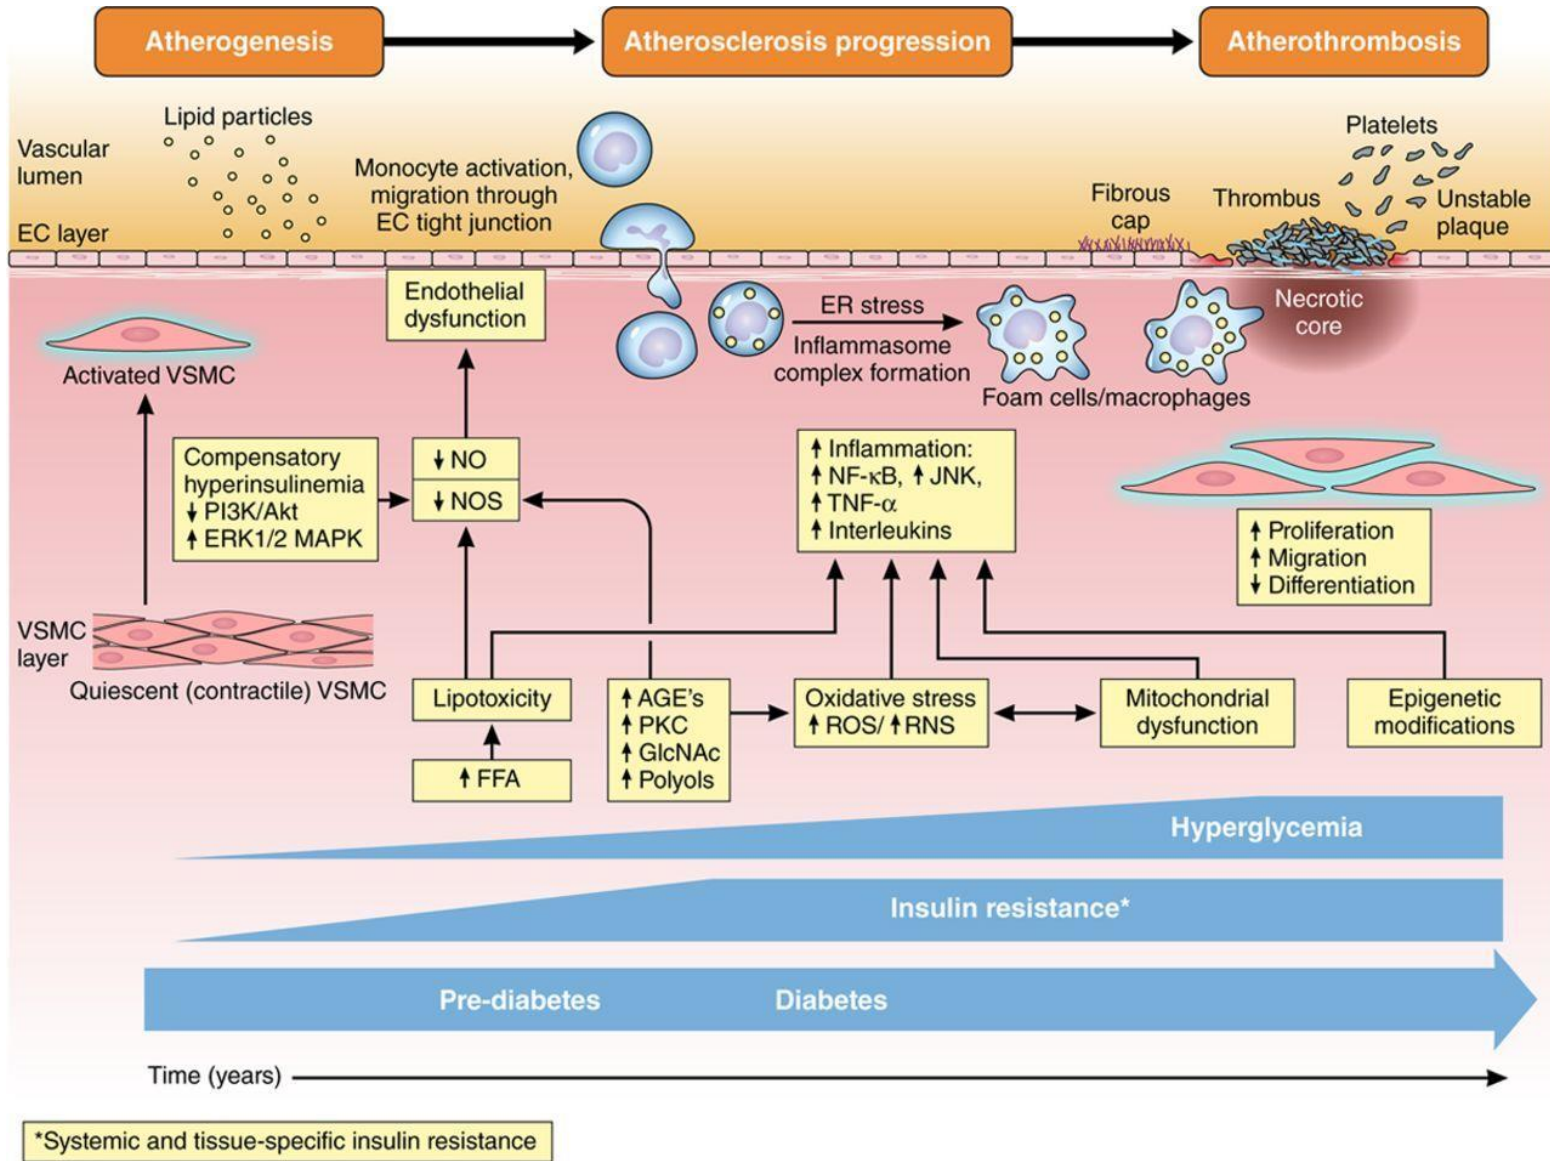 Atherogenesis
Atherosclerosis progression
Atherothrombosis
Lipid particles
Vascular
lumen
EC layer
Monocyte activation,
migration through
EC tight junction
Fibrous
cap
Thrombus
Platelets
Unstable
plaque
Endothelial
dysfunction
ER stress
Inflammasome
complex formation
Foam cells/macrophages
Necrotic
core
Activated VSMC
Compensatory
hyperinsulinemia
↓ PI3K/Akt
↑ ERK1/2 MAPK
↓ NO
↓ NOS
↑ Inflammation:
↑ NF-κB, ↑ JNK,
↑ TNF-α
↑ Interleukins
↑ Proliferation
↑ Migration
↓ Differentiation
VSMC
layer
Quiescent (contractile) VSMC
Lipotoxicity
↑ FFA
↑ AGE's
↑ PKC
↑ GlcNAc
↑ Polyols
Oxidative stress
↑ ROS/ ↑ RNS
Mitochondrial
dysfunction
Epigenetic
modifications
Hyperglycemia
Insulin resistance*
Pre-diabetes
Diabetes
Time (years)
*Systemic and tissue-specific insulin resistance